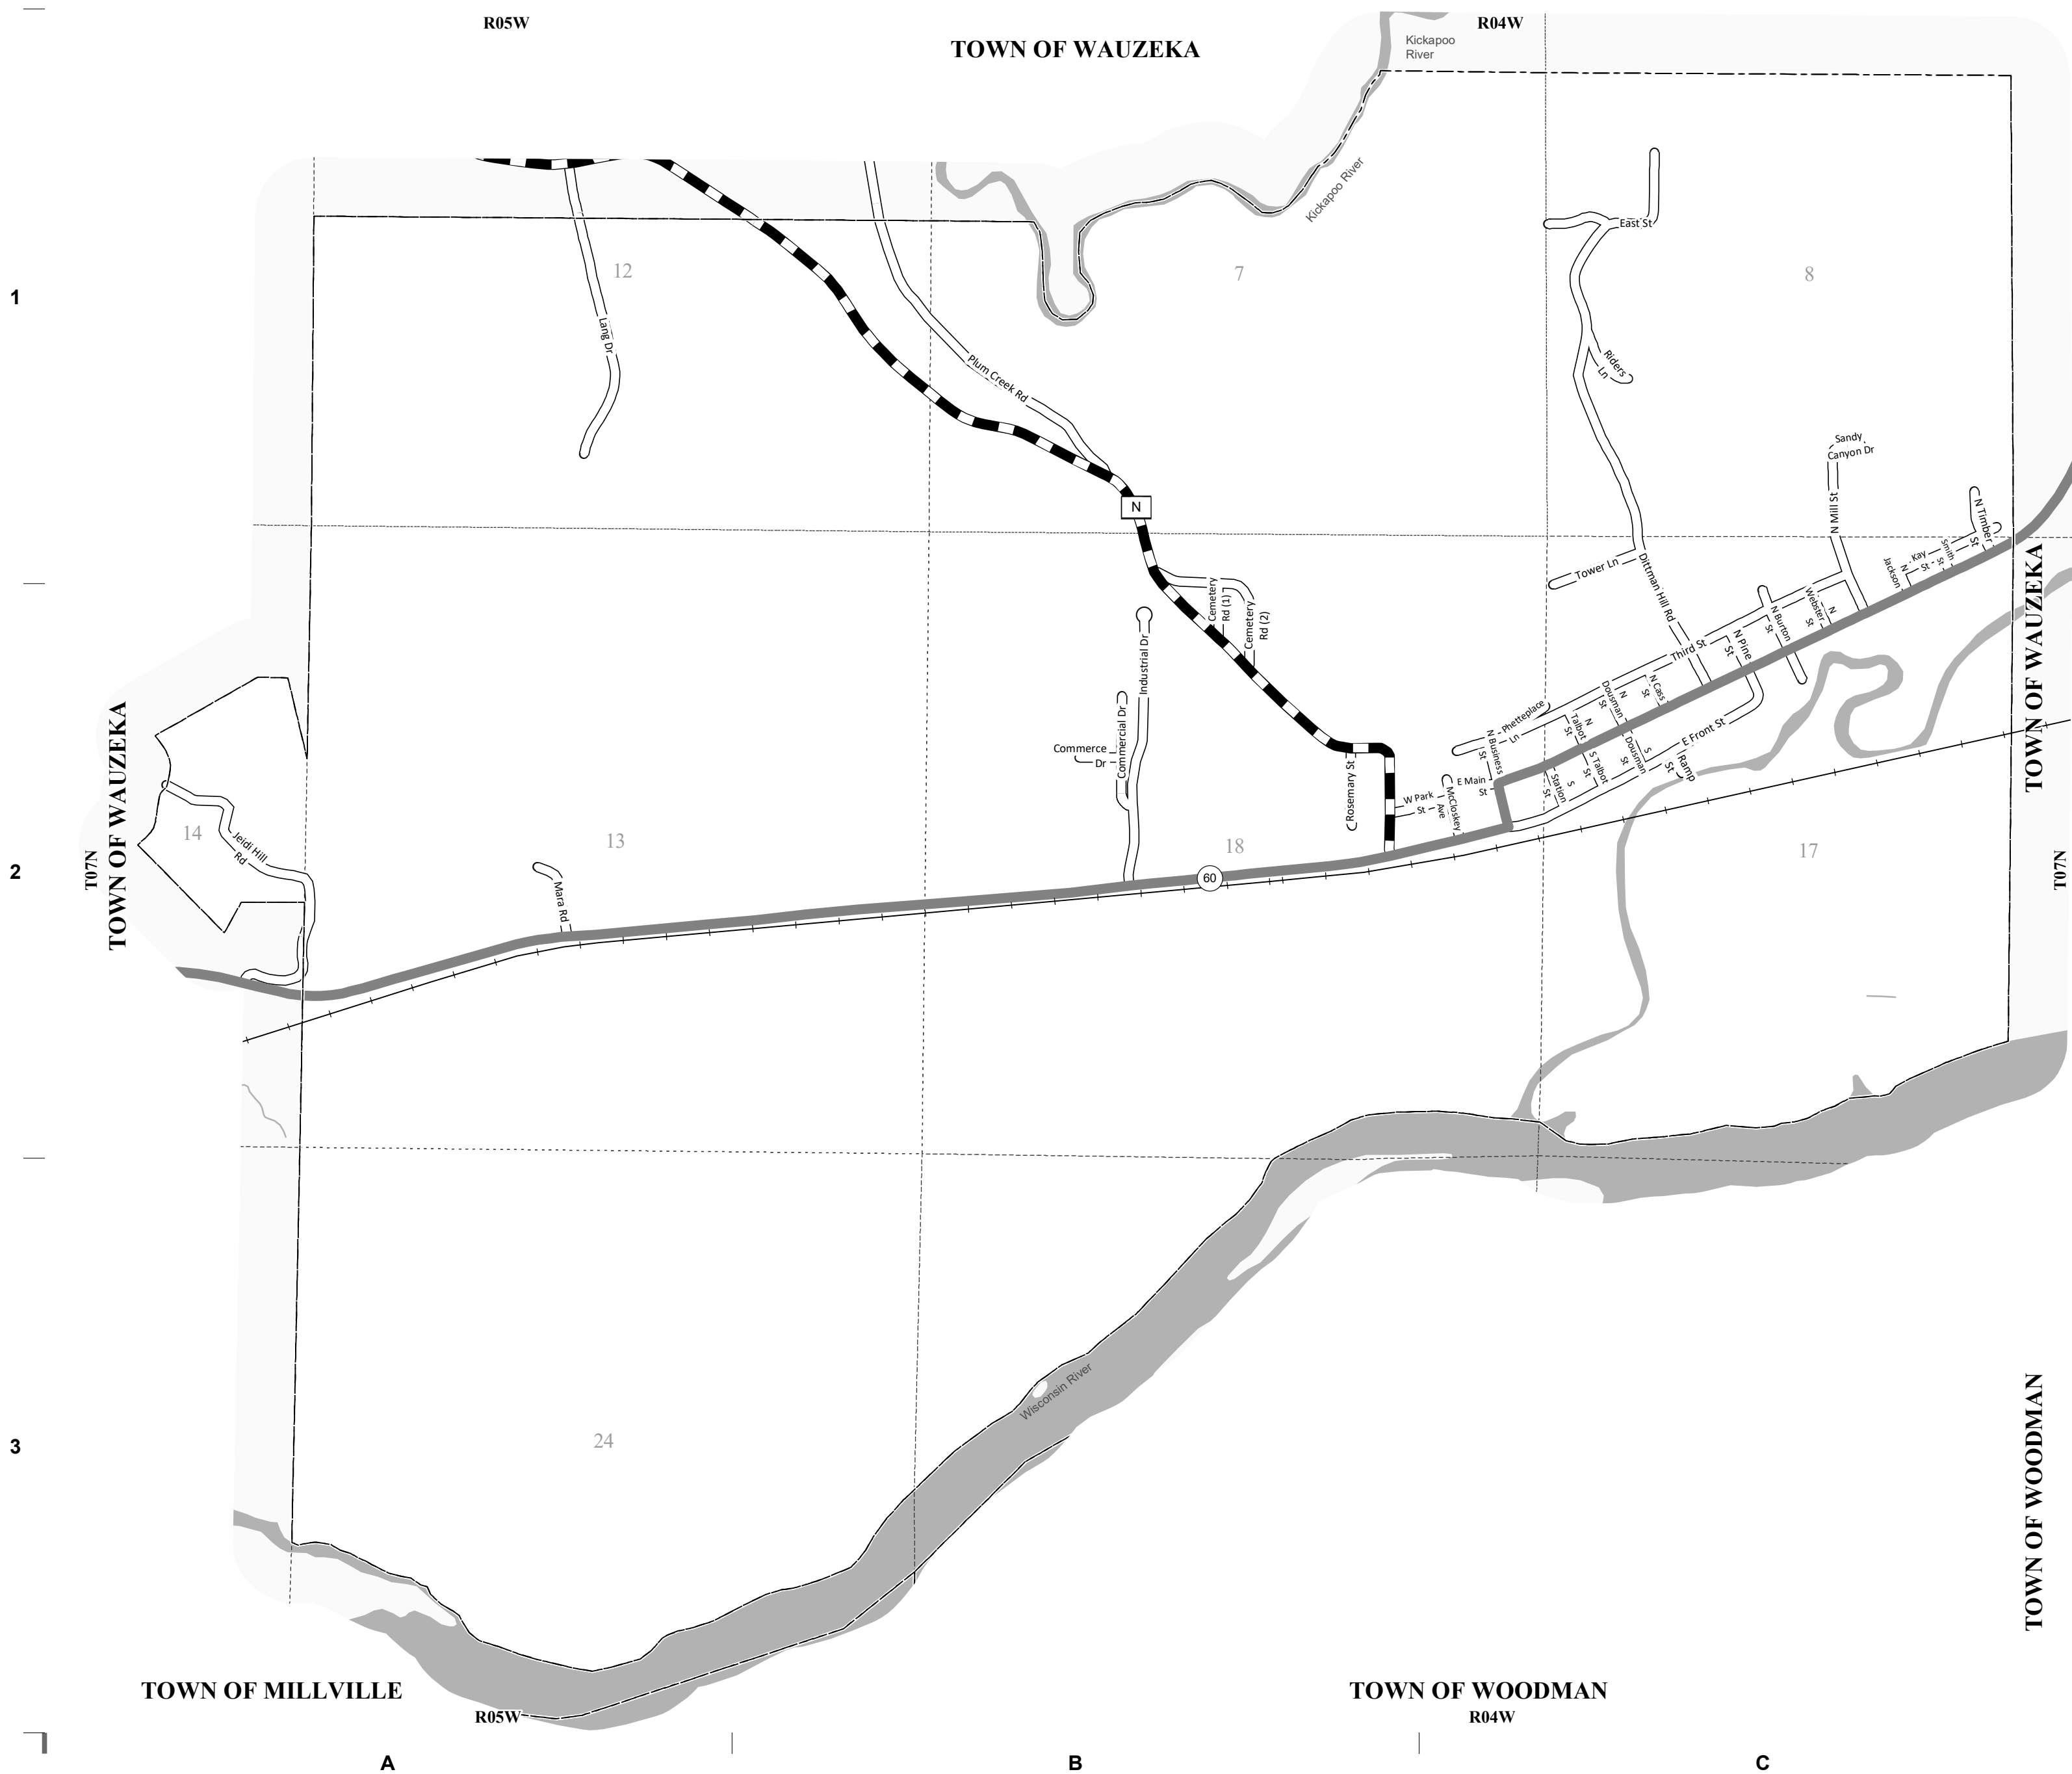 R05W
R04W
TOWN OF WAUZEKA
Kickapoo
River
Kickapoo River
East St
12
7
8
1
Lang Dr
Plum Creek Rd
Riders
Ln
Sandy
Canyon Dr
N Mill St
N Timber
St
N
Tower Ln
Dittman Hill Rd
Kay
St
Smith
St
N
Jackson
Cemetery
Rd (1)
Cemetery
Rd (2)
N
Webster
St
N Burton
St
N Pine
St
Third St
Industrial Dr
Commercial Dr
Commerce
Dr
N Cass
St
N
Dousman
St
N
Talbot
St
Phetteplace
Ln
N Business
St
E Front St
S
Dousman
St
S Talbot
St
S
Station
St
Ramp
St
E Main
St
W Park
St
McCloskey
Ave
Rosemary St
TOWN OF WAUZEKA
T07N
TOWN OF WAUZEKA
T07N
14
Jeidi Hill
Rd
13
18
17
2
60
Mara Rd
Wisconsin River
24
3
TOWN OF WOODMAN
TOWN OF MILLVILLE
R05W
TOWN OF WOODMAN
R04W
A
B
C